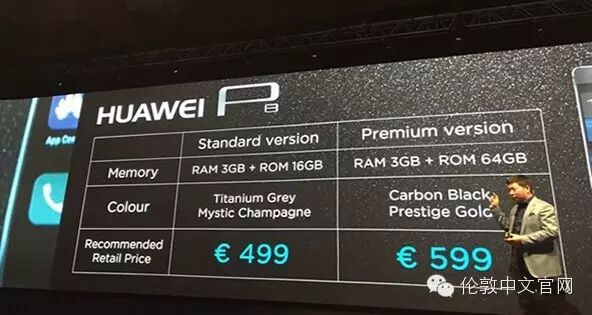 App Cen
HUAWEI P8
Standard version Premium version
Memory RAM 3GB + ROM 16GB RAM 3GB + ROM 64GB
Colour Titanium Grey Carbon Black
Mystic Champagne Prestige Gold
Recommended
Retail Price € 499 € 599
伦敦中文官网